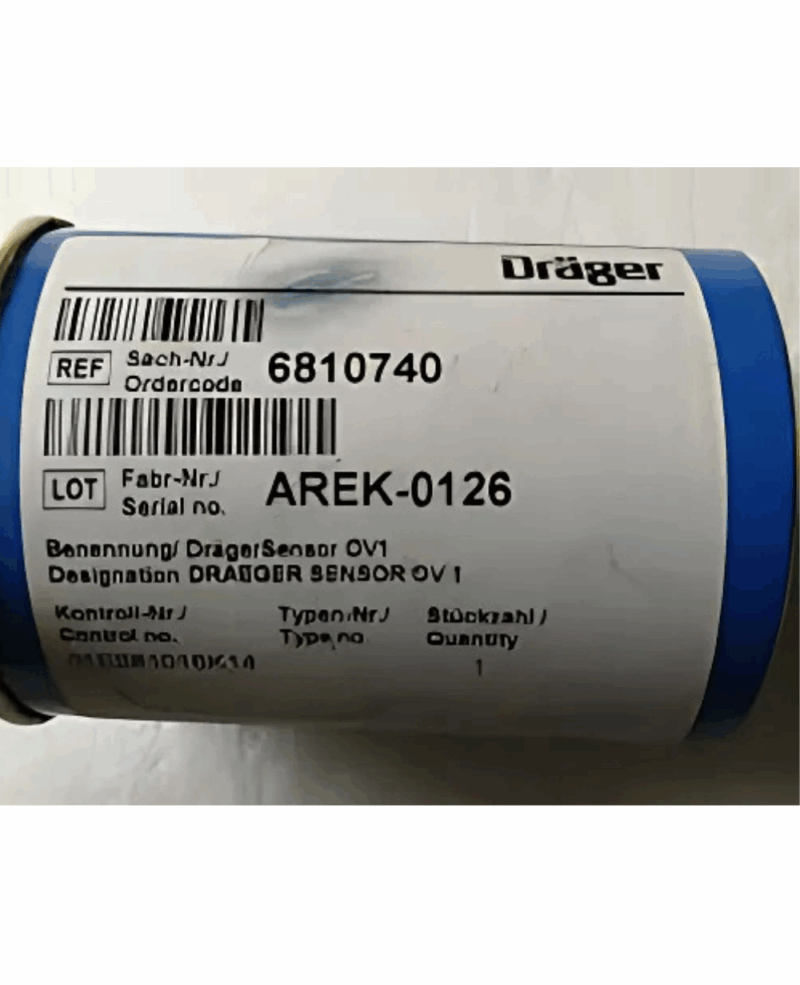 Dräger
REF Sach-Nr./ 6810740
Ordercode
LOT Fabr-Nr./ AREK-0126
Serial no.
Benennung/ DrägerSensor OV1
Designation DRAEGER SENSOR OV 1
Kontroll-Nr./ Typen-Nr./ Stückzahl/
Control no. Type no Quantity
1